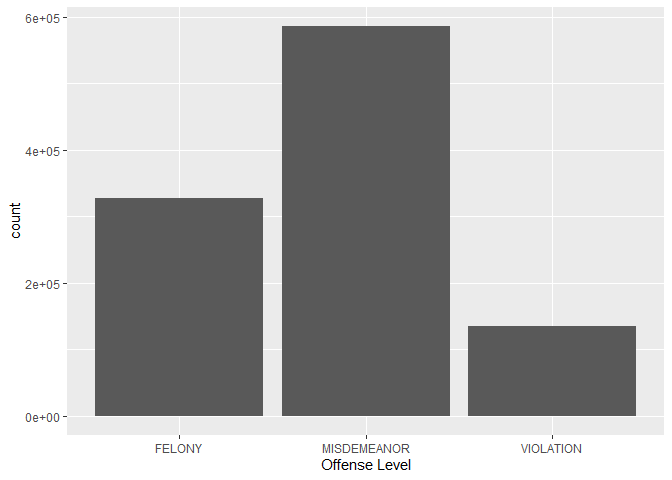 6e+05
4e+05
2e+05
0e+00
count
FELONY MISDEMEANOR VIOLATION
Offense Level